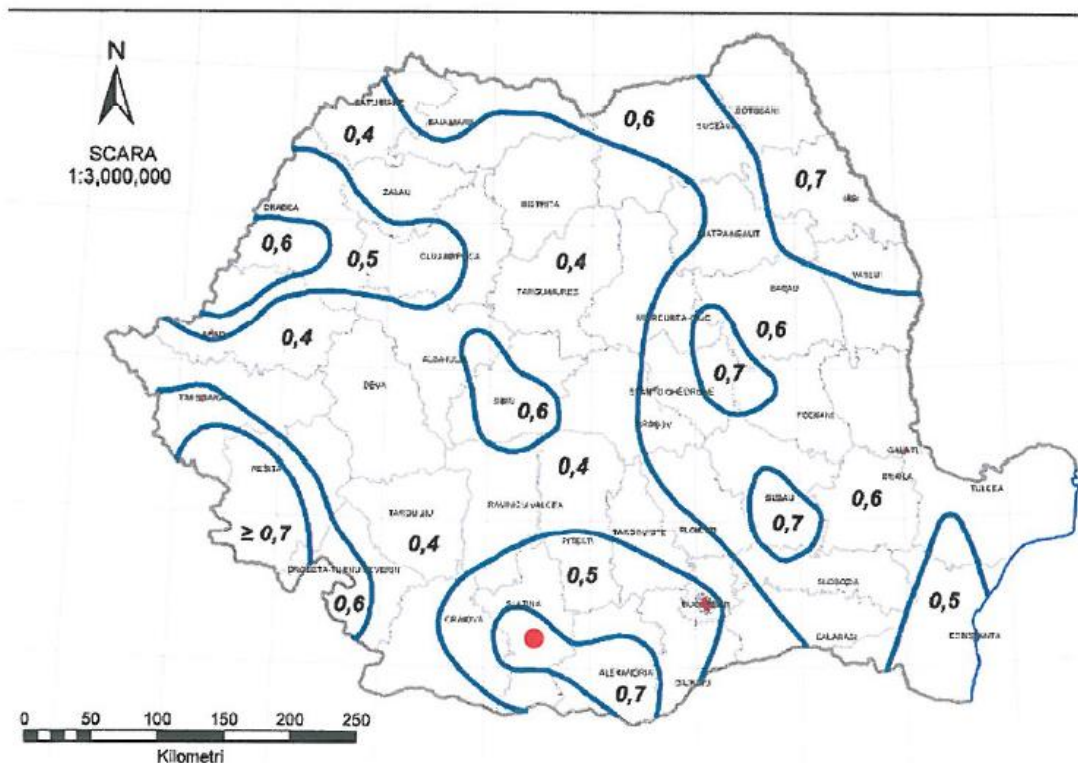 N
SCARA
1:3,000,000
SATU MARE
BAIA MARE
0,6
SUCEAVA
BOTOSANI
0,4
ZALAU
BISTRITA
0,7
IASI
ORADEA
0,6
0,5
CLUJ-NAPOCA
0,4
TARGU MURES
PIATRA NEAMT
VASLUI
BACAU
ARAD
0,4
MIERCUREA-CIUC
0,6
ALBA IULIA
DEVA
0,7
TIMISOARA
SIBIU
0,6
SFANTU GHEORGHE
BRASOV
FOCSANI
GALATI
RESITA
0,4
BRAILA
TULCEA
TARGU JIU
RAMNICU VALCEA
BUZAU
0,7
0,6
≥ 0,7
0,4
PITESTI
TARGOVISTE
PLOIESTI
DROBETA-TURNU SEVERIN
0,5
SLOBOZIA
0,6
SLATINA
CRAIOVA
BUCURESTI
0,5
CALARASI
CONSTANTA
ALEXANDRIA
0,7
GIURGIU
0 50 100 150 200 250
Kilometri